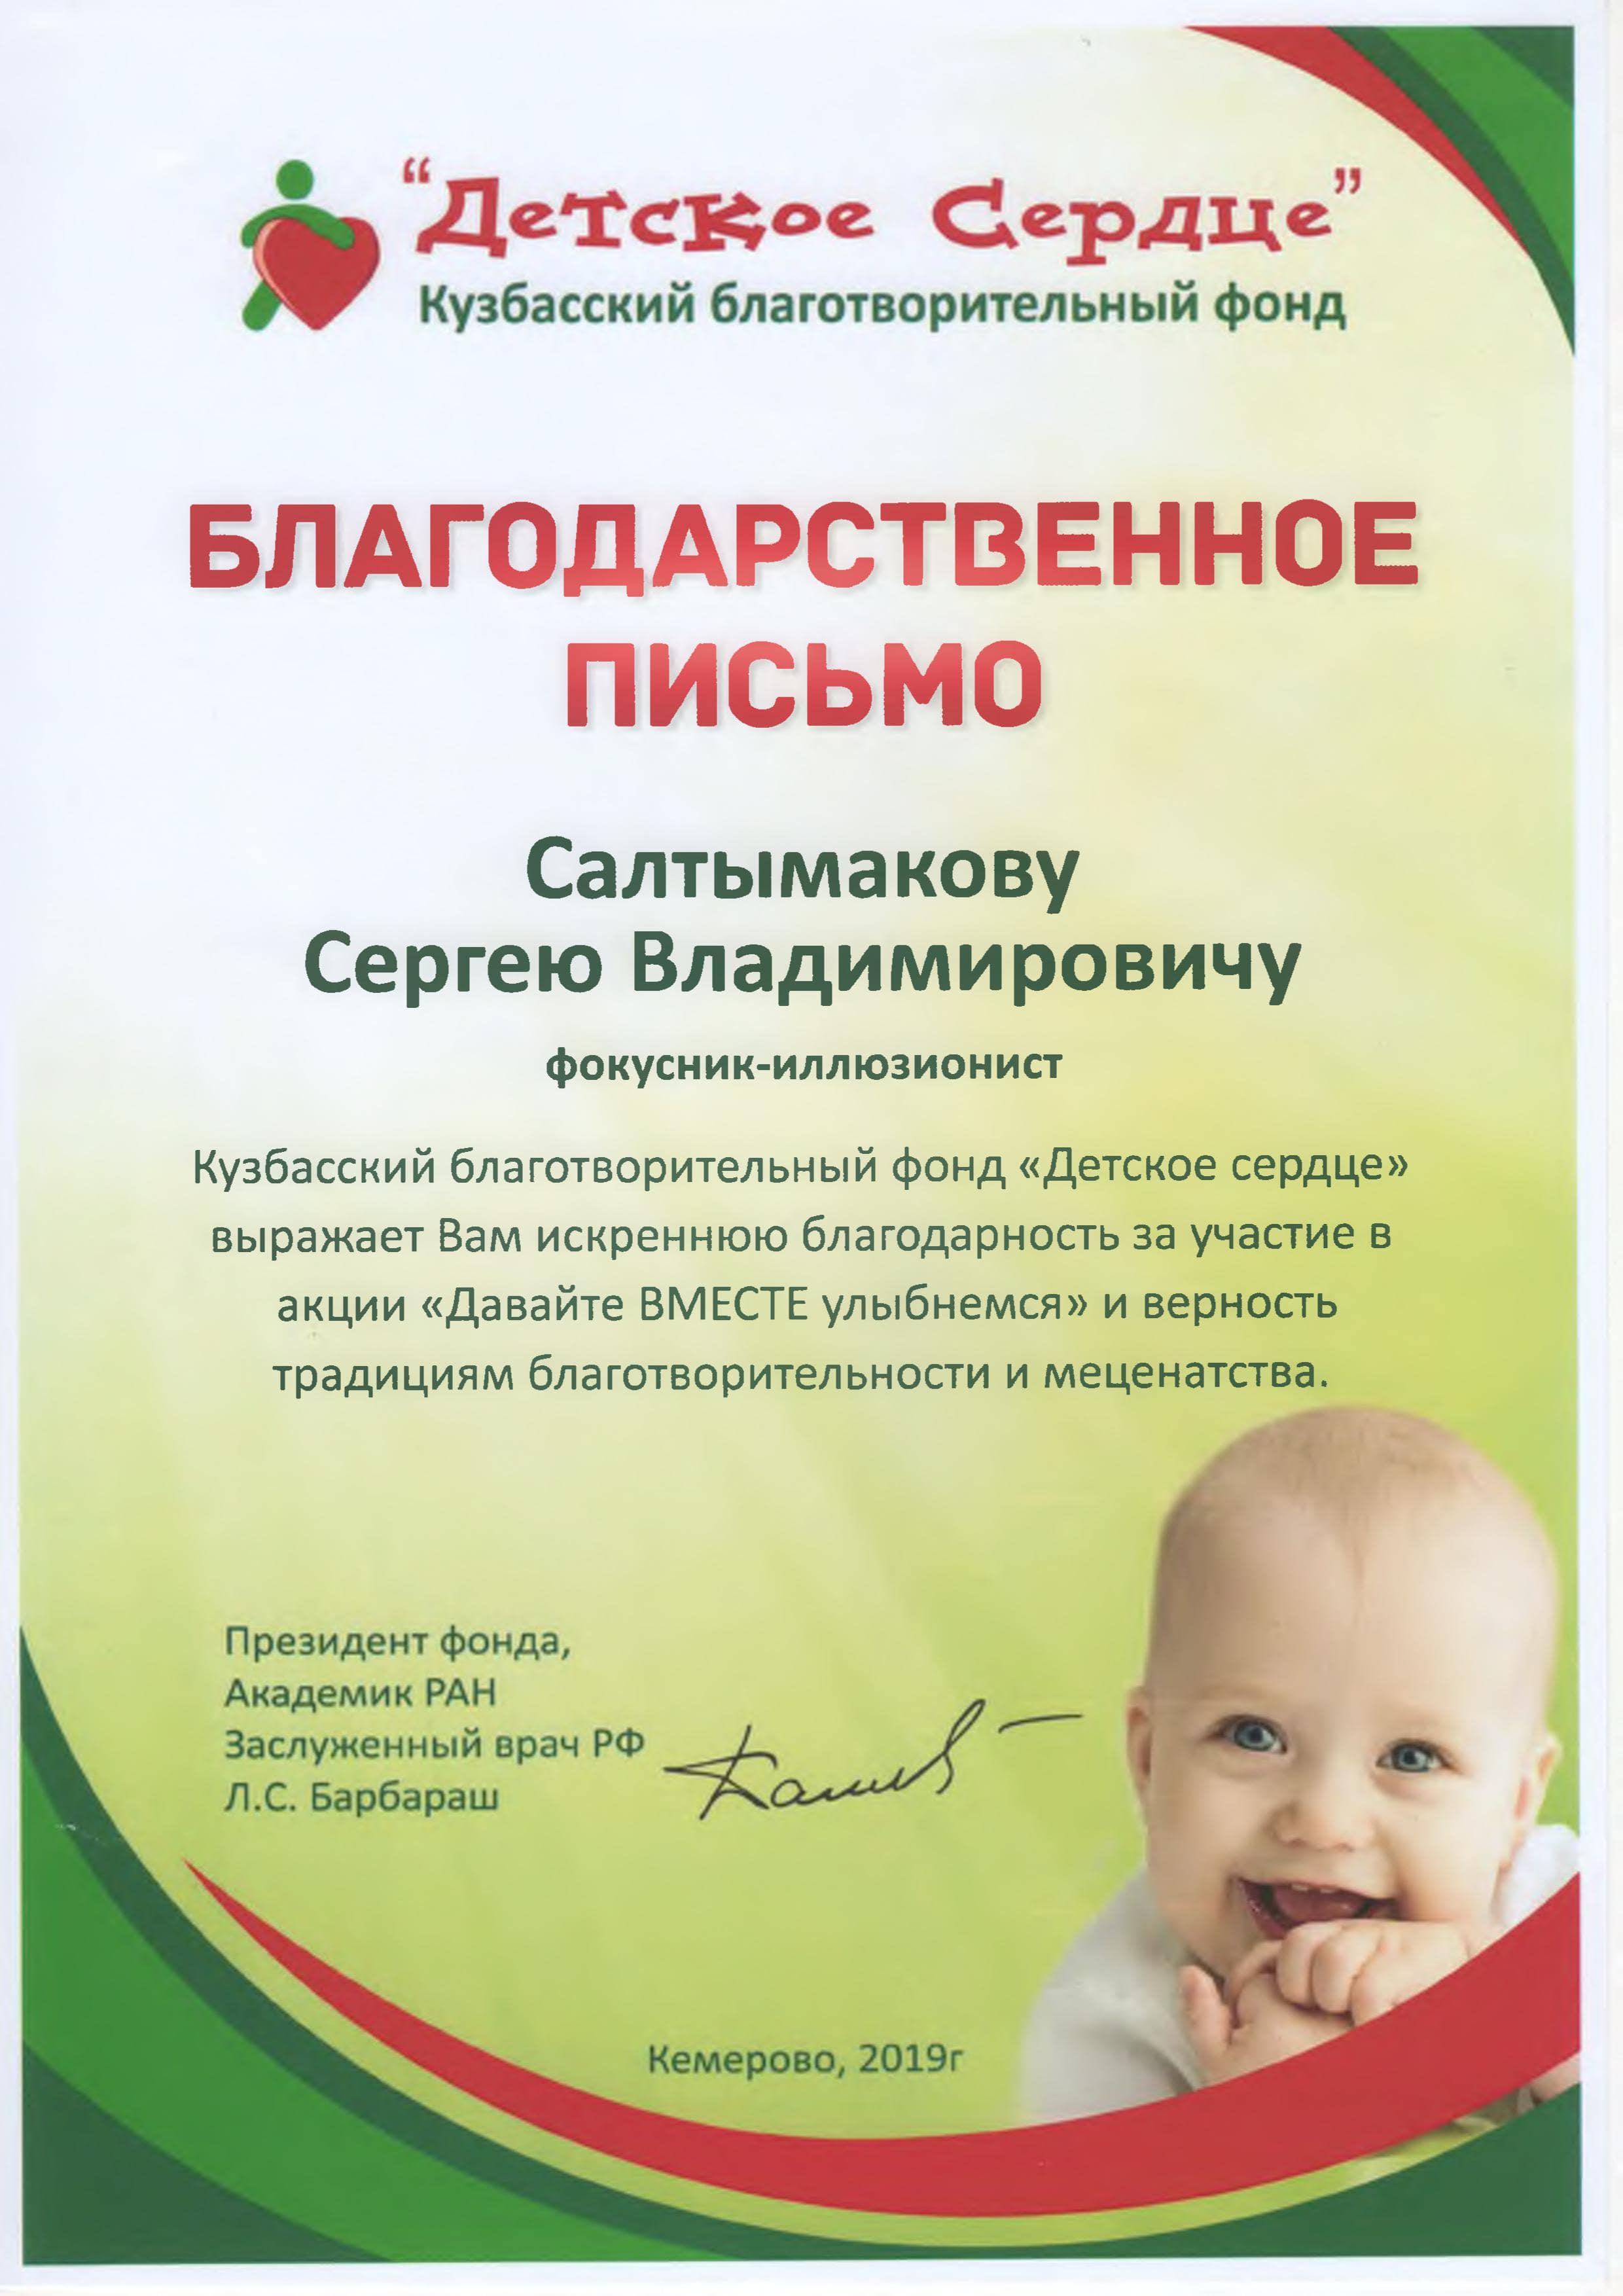 “Детское Сердце”
Кузбасский благотворительный фонд
БЛАГОДАРСТВЕННОЕ
ПИСЬМО
Салтымакову
Сергею Владимировичу
фокусник-иллюзионист
Кузбасский благотворительный фонд «Детское сердце»
выражает Вам искреннюю благодарность за участие в
акции «Давайте ВМЕСТЕ улыбнемся» и верность
традициям благотворительности и меценатства.
Президент фонда,
Академик РАН
Заслуженный врач РФ
Л.С. Барбараш
Кемерово, 2019г